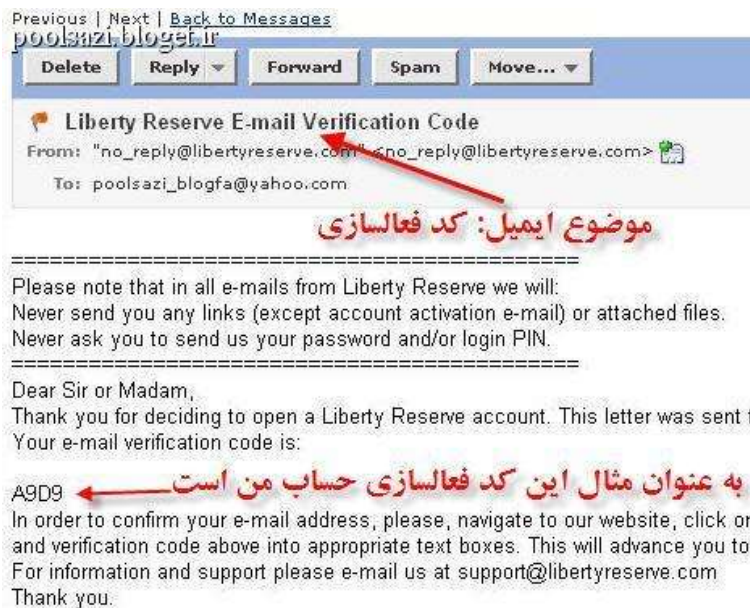 Previous | Next | Back to Messages
poolsazi.bloget.ir
Delete Reply Forward Spam Move...
Liberty Reserve E-mail Verification Code
From: "no_reply@libertyreserve.com" <no_reply@libertyreserve.com>
To: poolsazi_blogfa@yahoo.com
موضوع ایمیل: کد فعالسازی
============================================
Please note that in all e-mails from Liberty Reserve we will:
Never send you any links (except account activation e-mail) or attached files.
Never ask you to send us your password and/or login PIN.
============================================
Dear Sir or Madam,
Thank you for deciding to open a Liberty Reserve account. This letter was sent
Your e-mail verification code is:
به عنوان مثال این کد فعالسازی حساب من است
A9D9
In order to confirm your e-mail address, please, navigate to our website, click
and verification code above into appropriate text boxes. This will advance you to
For information and support please e-mail us at support@libertyreserve.com
Thank you.